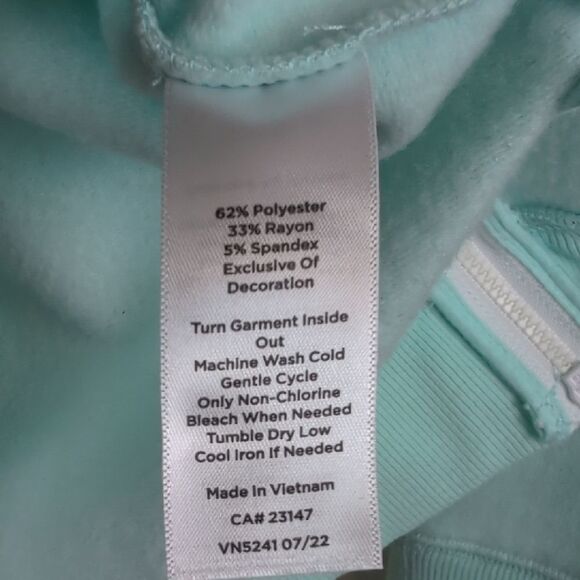 62% Polyester
33% Rayon
5% Spandex
Exclusive Of
Decoration
Turn Garment Inside
Out
Machine Wash Cold
Gentle Cycle
Only Non-Chlorine
Bleach When Needed
Tumble Dry Low
Cool Iron If Needed
Made In Vietnam
CA# 23147
VN5241 07/22